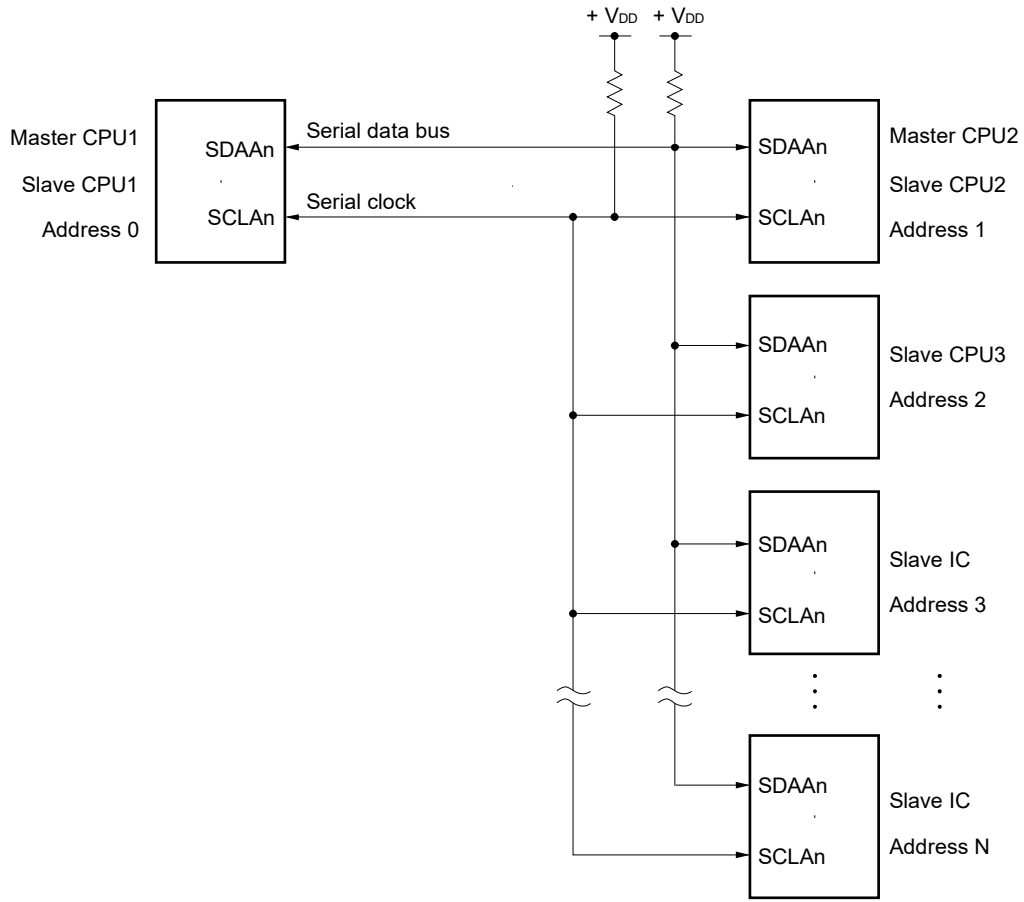 + VDD + VDD
Master CPU1
Slave CPU1
Address 0
SDAAn
SCLAn
Serial data bus
Serial clock
SDAAn
SCLAn
Master CPU2
Slave CPU2
Address 1
SDAAn
SCLAn
Slave CPU3
Address 2
SDAAn
SCLAn
Slave IC
Address 3
SDAAn
SCLAn
Slave IC
Address N